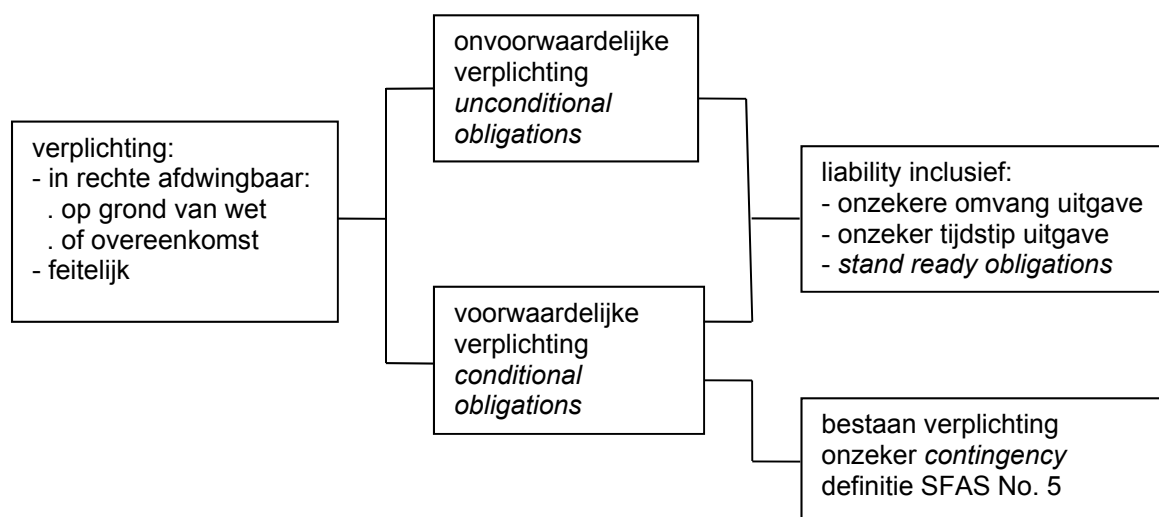 verplichting:
- in rechte afdwingbaar:
. op grond van wet
. of overeenkomst
- feitelijk
onvoorwaardelijke
verplichting
unconditional
obligations
voorwaardelijke
verplichting
conditional
obligations
liability inclusief:
- onzekere omvang uitgave
- onzeker tijdstip uitgave
- stand ready obligations
bestaan verplichting
onzeker contingency
definitie SFAS No. 5